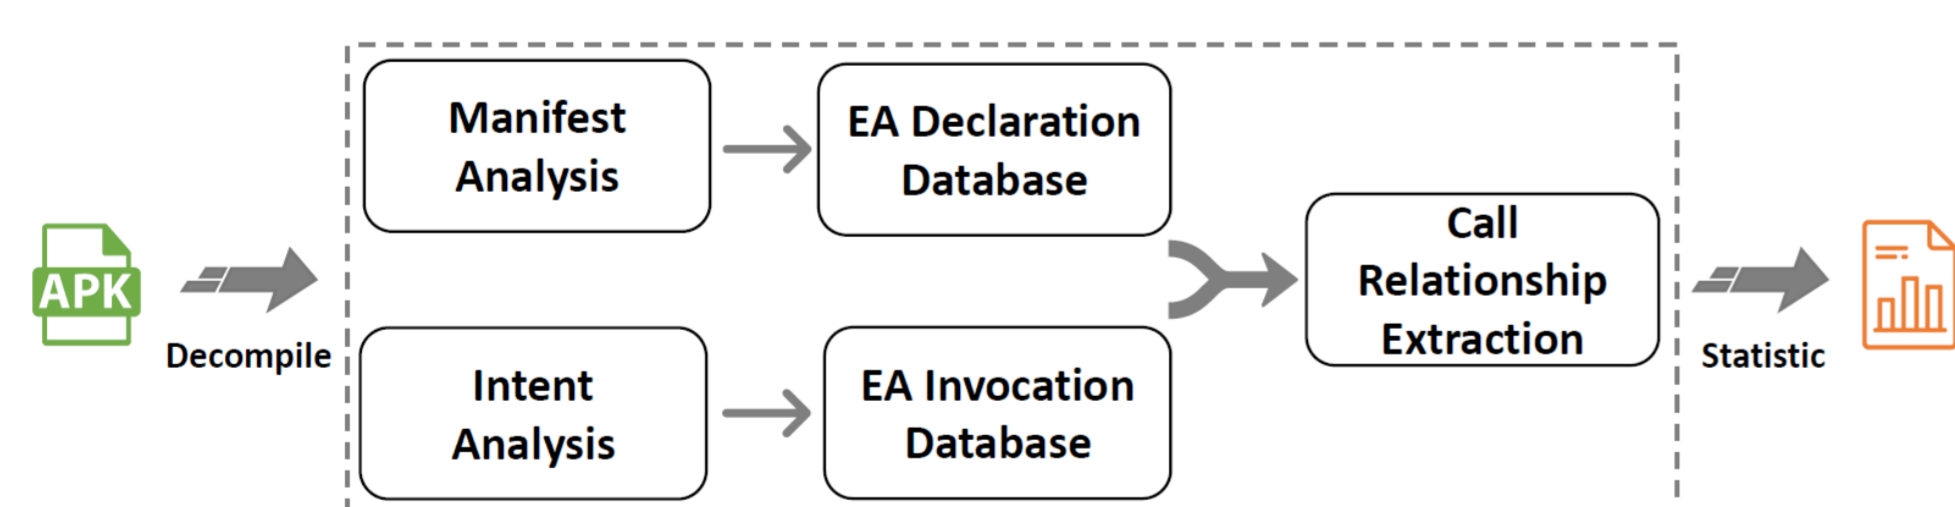 Manifest
Analysis
EA Declaration
Database
APK
Decompile
Intent
Analysis
EA Invocation
Database
Call
Relationship
Extraction
Statistic